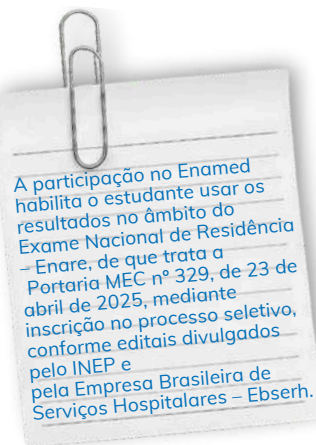 A participação no Enamed
habilita o estudante usar os
resultados no âmbito do
Exame Nacional de Residência
– Enare, de que trata a
Portaria MEC nº 329, de 23 de
abril de 2025, mediante
inscrição no processo seletivo,
conforme editais divulgados
pelo INEP e
pela Empresa Brasileira de
Serviços Hospitalares – Ebserh.